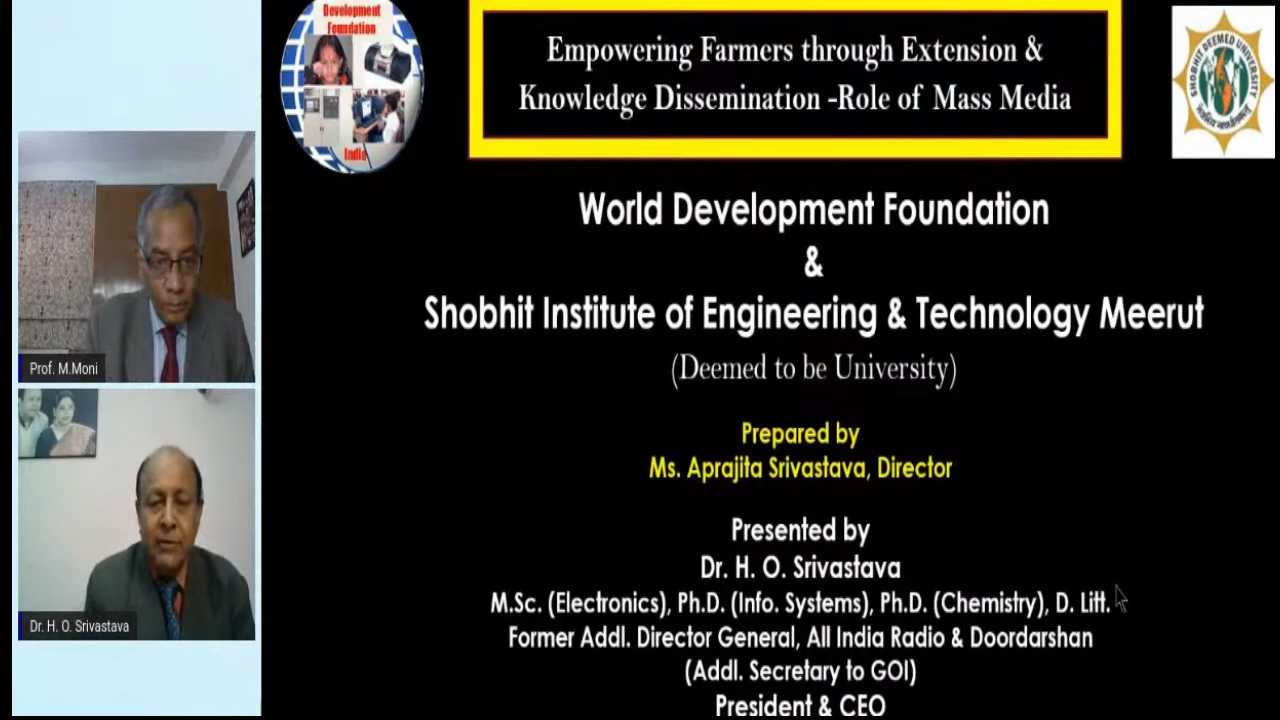 Development
Foundation
India
Empowering Farmers through Extension &
Knowledge Dissemination -Role of Mass Media
SHOBHIT DEEMED UNIVERSITY
World Development Foundation
&
Shobhit Institute of Engineering & Technology Meerut
(Deemed to be University)
Prepared by
Ms. Aprajita Srivastava, Director
Presented by
Dr. H. O. Srivastava
M.Sc. (Electronics), Ph.D. (Info. Systems), Ph.D. (Chemistry), D. Litt.
Former Addl. Director General, All India Radio & Doordarshan
(Addl. Secretary to GOI)
President & CEO
Prof. M.Moni
Dr. H. O. Srivastava